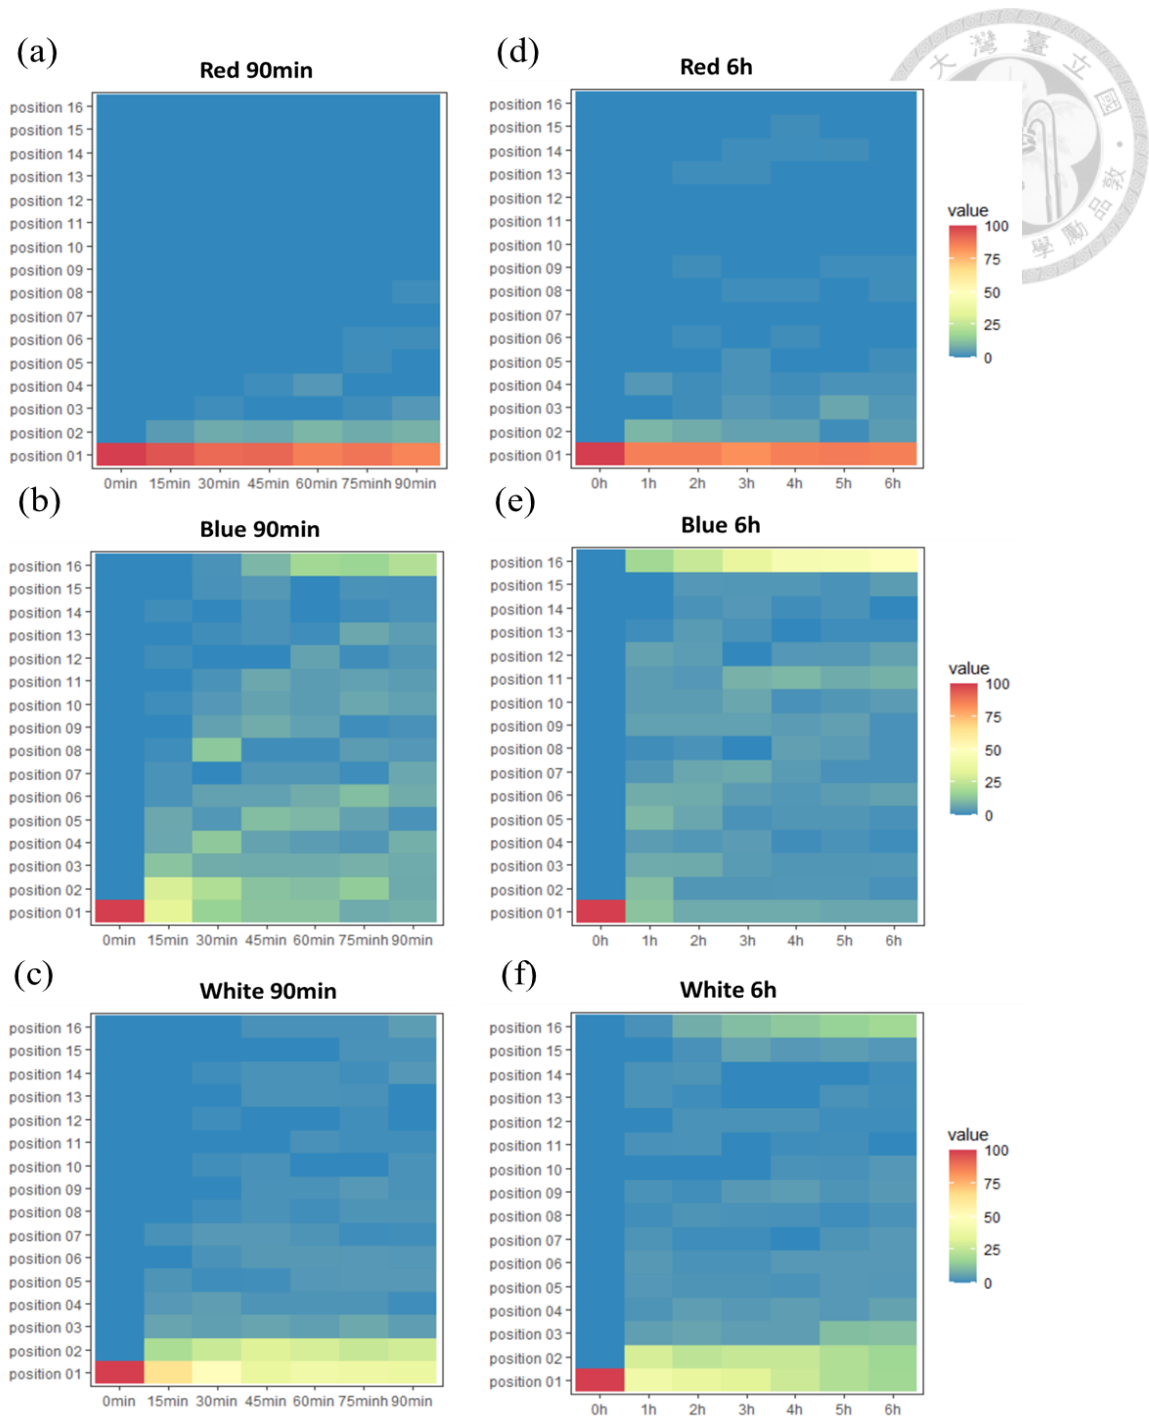 (a)
Red 90min
position 16
position 15
position 14
position 13
position 12
position 11
position 10
position 09
position 08
position 07
position 06
position 05
position 04
position 03
position 02
position 01
0min 15min 30min 45min 60min 75minh 90min
(d)
Red 6h
position 16
position 15
position 14
position 13
position 12
position 11
position 10
position 09
position 08
position 07
position 06
position 05
position 04
position 03
position 02
position 01
0h 1h 2h 3h 4h 5h 6h
value
100
75
50
25
0
大灣臺立國
學勵品敦
(b)
Blue 90min
position 16
position 15
position 14
position 13
position 12
position 11
position 10
position 09
position 08
position 07
position 06
position 05
position 04
position 03
position 02
position 01
0min 15min 30min 45min 60min 75minh 90min
(e)
Blue 6h
position 16
position 15
position 14
position 13
position 12
position 11
position 10
position 09
position 08
position 07
position 06
position 05
position 04
position 03
position 02
position 01
0h 1h 2h 3h 4h 5h 6h
value
100
75
50
25
0
(c)
White 90min
position 16
position 15
position 14
position 13
position 12
position 11
position 10
position 09
position 08
position 07
position 06
position 05
position 04
position 03
position 02
position 01
0min 15min 30min 45min 60min 75minh 90min
(f)
White 6h
position 16
position 15
position 14
position 13
position 12
position 11
position 10
position 09
position 08
position 07
position 06
position 05
position 04
position 03
position 02
position 01
0h 1h 2h 3h 4h 5h 6h
value
100
75
50
25
0